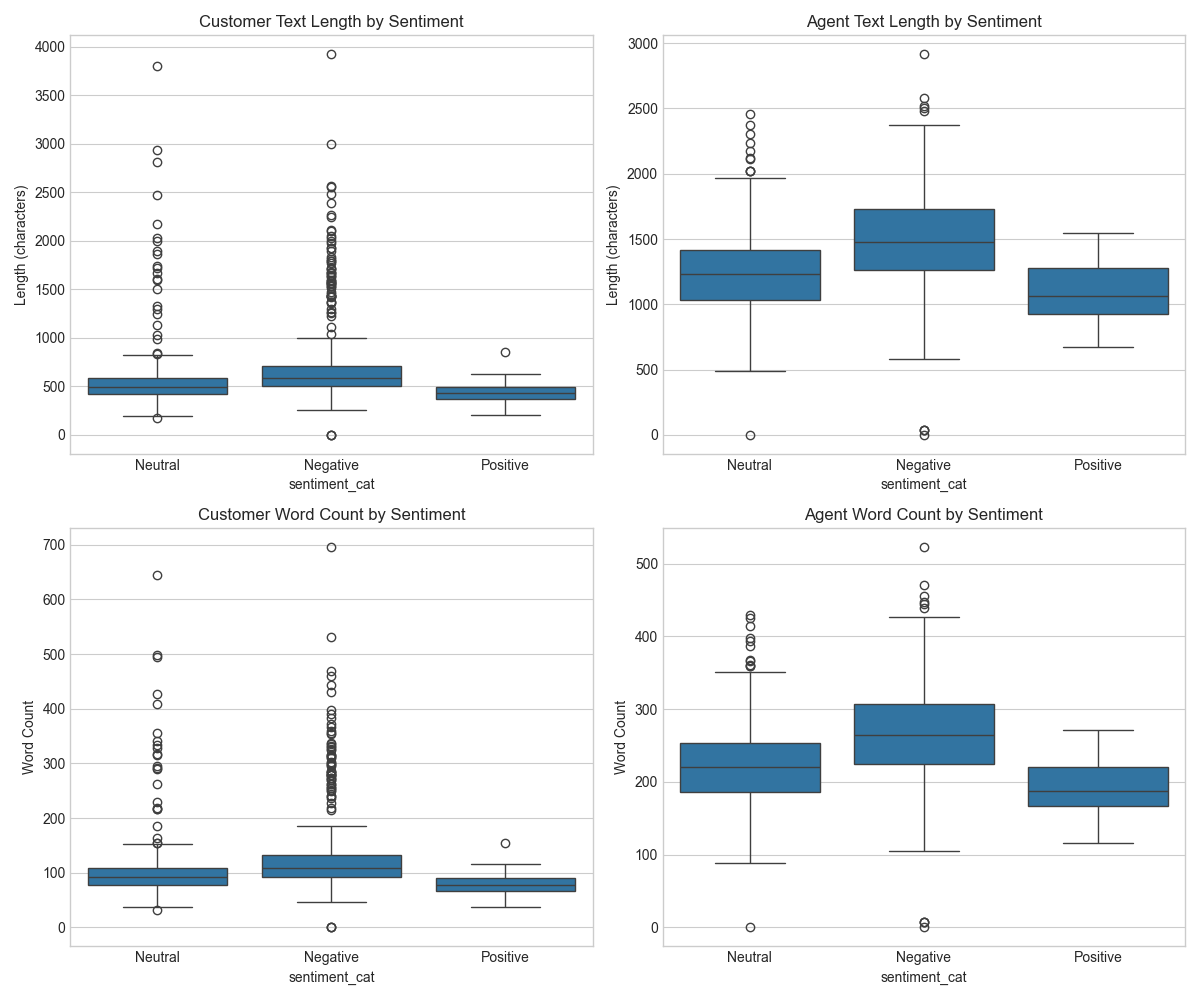 Customer Text Length by Sentiment
4000
3500
3000
2500
2000
1500
1000
500
0
Length (characters)
Neutral
Negative
Positive
sentiment_cat
Agent Text Length by Sentiment
3000
2500
2000
1500
1000
500
0
Length (characters)
Neutral
Negative
Positive
sentiment_cat
Customer Word Count by Sentiment
700
600
500
400
300
200
100
0
Word Count
Neutral
Negative
Positive
sentiment_cat
Agent Word Count by Sentiment
500
400
300
200
100
0
Word Count
Neutral
Negative
Positive
sentiment_cat